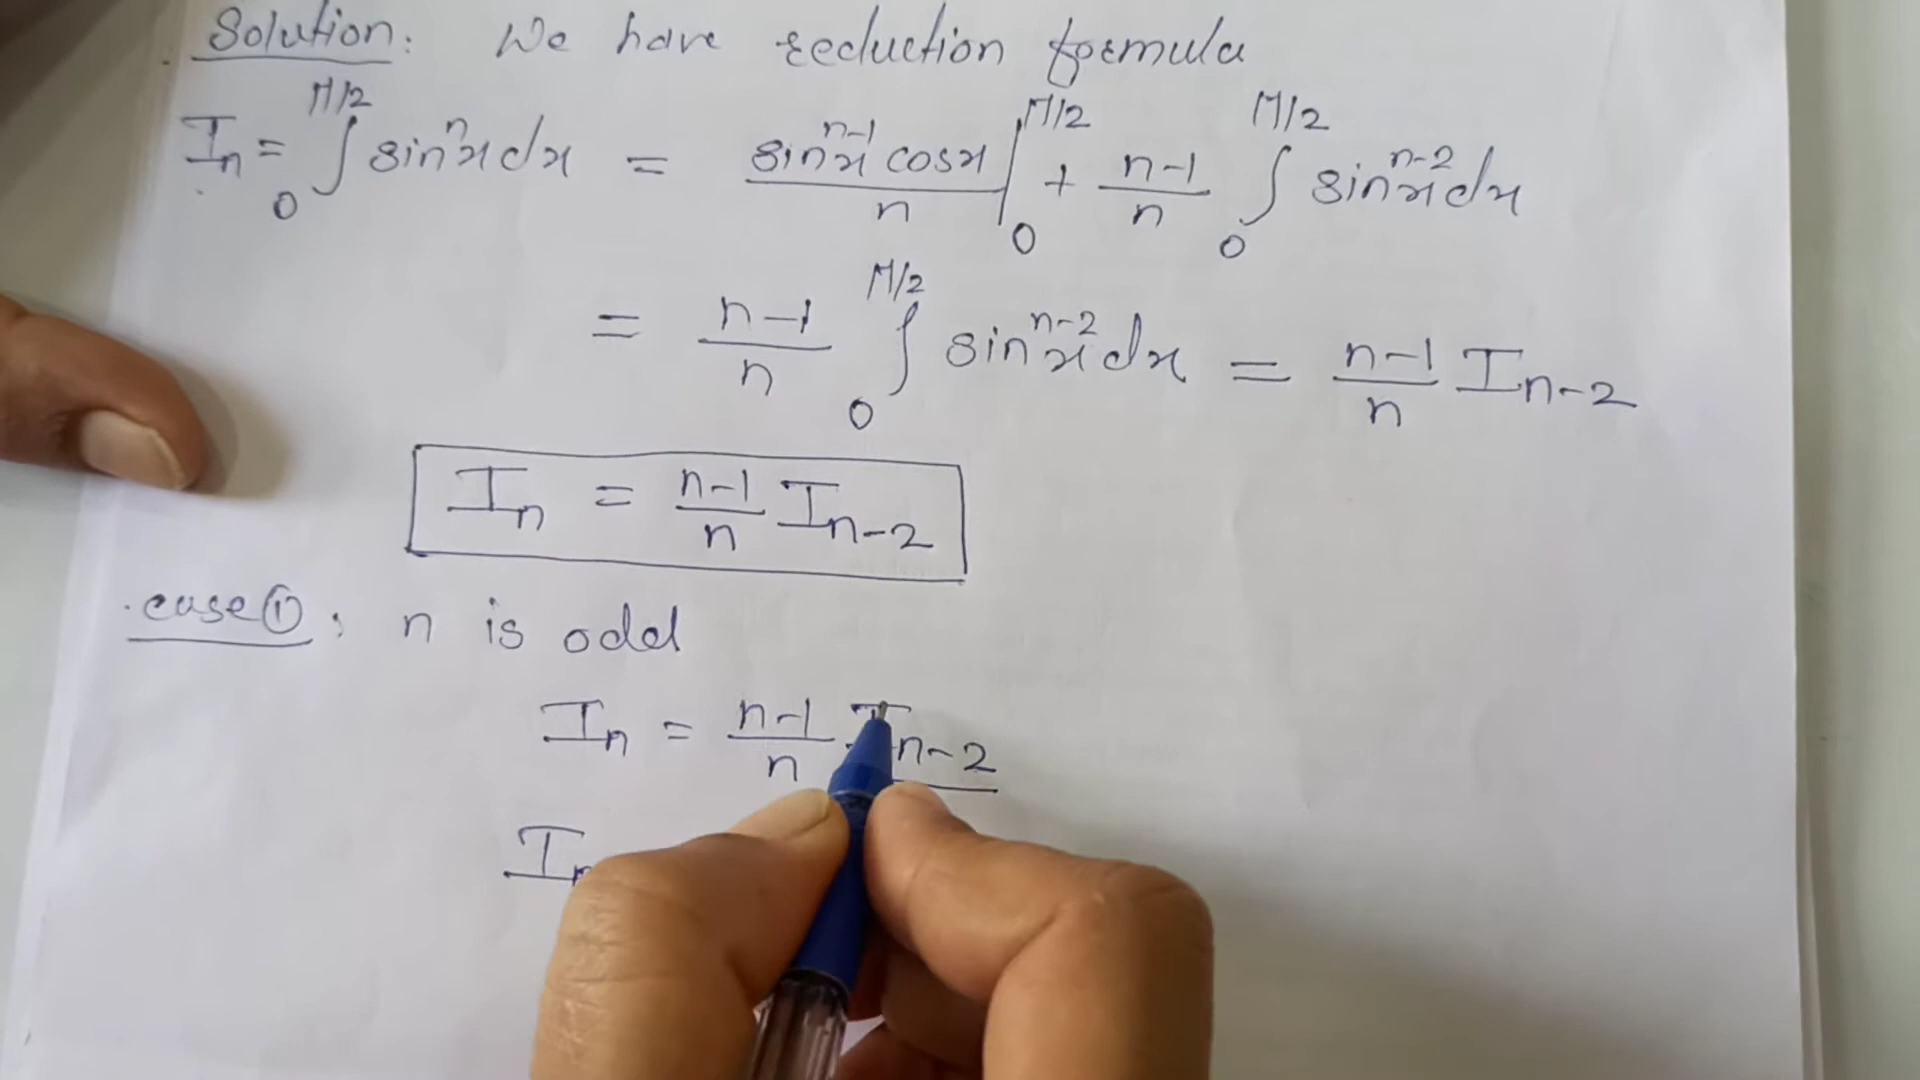 Solution: We have reduction formula
Iₙ = ₀∫^π/2 sinⁿx dx = sinⁿ⁻¹x cosx / n |₀^π/2 + n-1/n ₀∫^π/2 sinⁿ⁻²x dx
= n-1/n ₀∫^π/2 sinⁿ⁻²x dx = n-1/n Iₙ₋₂
Iₙ = n-1/n Iₙ₋₂
case ①: n is odd
Iₙ = n-1/n Iₙ₋₂
I